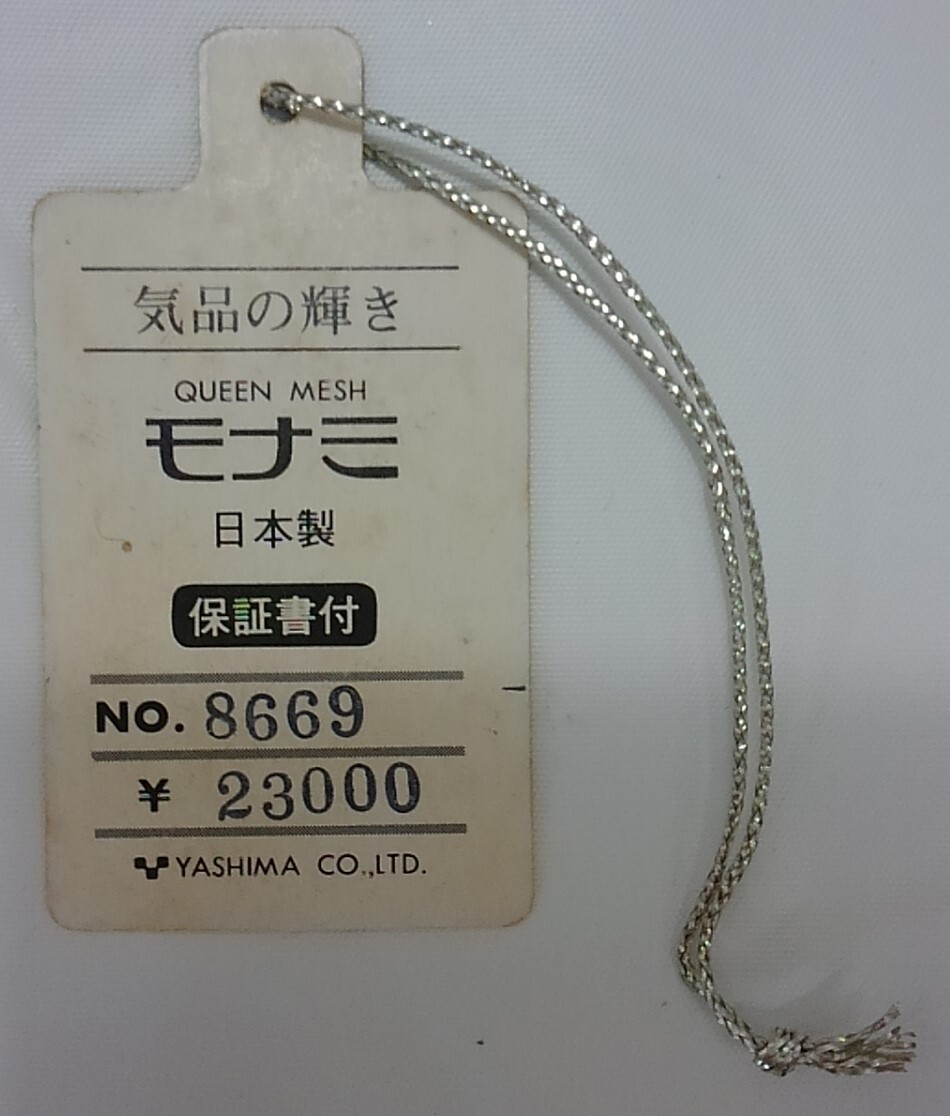 気品の輝き
QUEEN MESH
モナミ
日本製
保証書付
NO. 8669
¥ 23000
YASHIMA CO.,LTD.